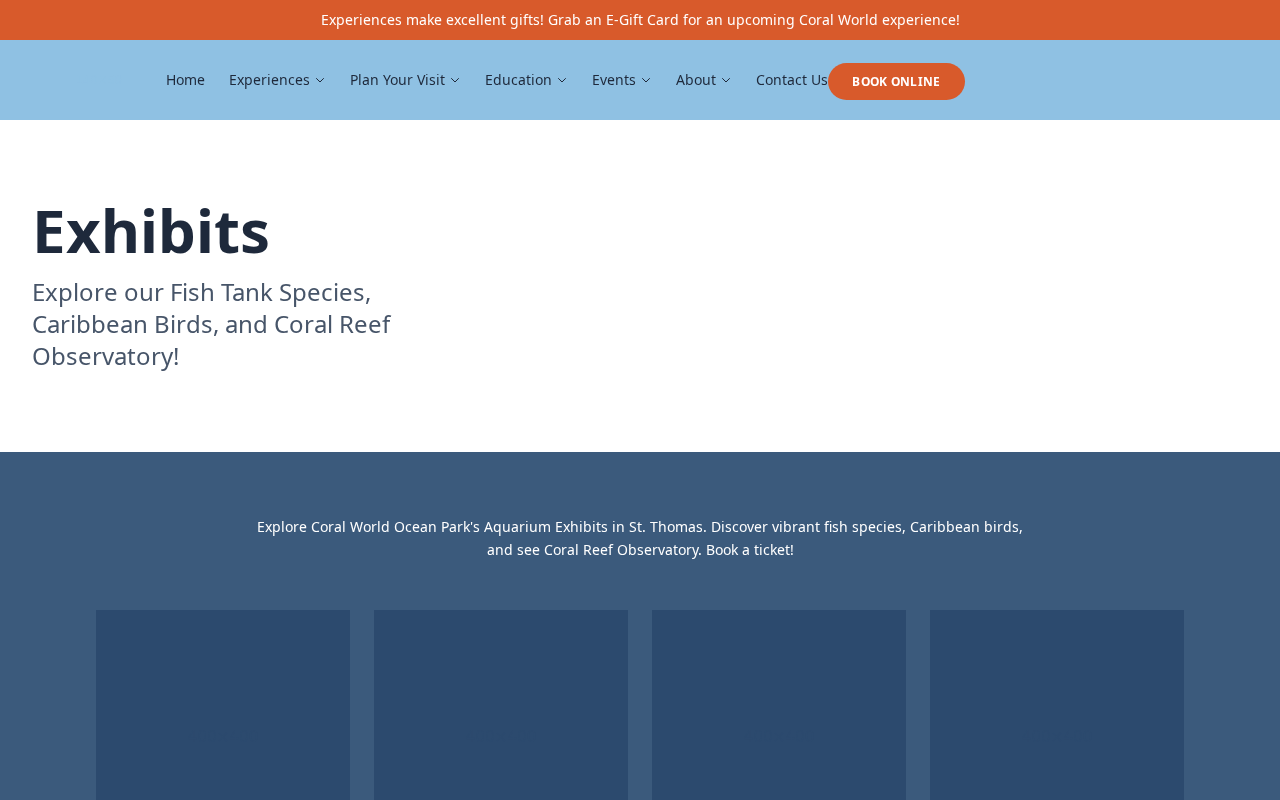 Experiences make excellent gifts! Grab an E-Gift Card for an upcoming Coral World experience!
Home Experiences Plan Your Visit Education Events About Contact Us BOOK ONLINE
Exhibits
Explore our Fish Tank Species,
Caribbean Birds, and Coral Reef
Observatory!
Explore Coral World Ocean Park's Aquarium Exhibits in St. Thomas. Discover vibrant fish species, Caribbean birds,
and see Coral Reef Observatory. Book a ticket!